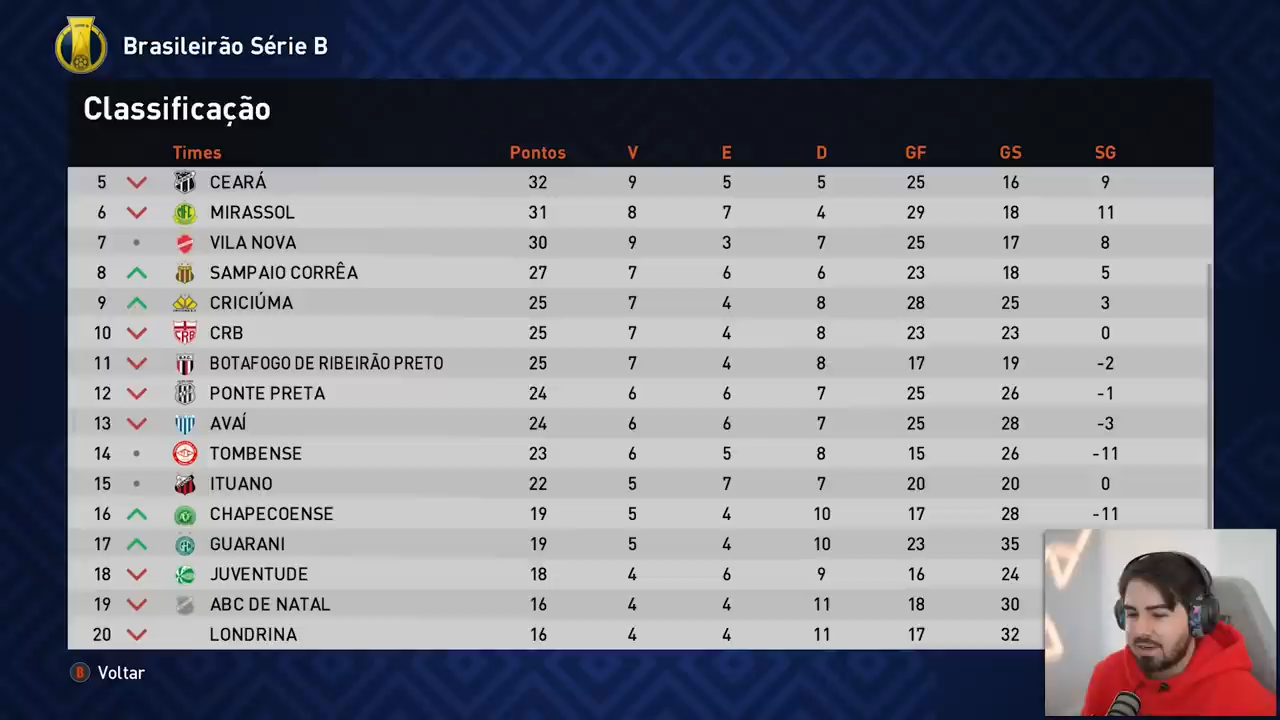 Brasileirão Série B
Classificação
Times Pontos V E D GF GS SG
5 CEARÁ 32 9 5 5 25 16 9
6 MIRASSOL 31 8 7 4 29 18 11
7 VILA NOVA 30 9 3 7 25 17 8
8 SAMPAIO CORRÊA 27 7 6 6 23 18 5
9 CRICIÚMA 25 7 4 8 28 25 3
10 CRB 25 7 4 8 23 23 0
11 BOTAFOGO DE RIBEIRÃO PRETO 25 7 4 8 17 19 -2
12 PONTE PRETA 24 6 6 7 25 26 -1
13 AVAÍ 24 6 6 7 25 28 -3
14 TOMBENSE 23 6 5 8 15 26 -11
15 ITUANO 22 5 7 7 20 20 0
16 CHAPECOENSE 19 5 4 10 17 28 -11
17 GUARANI 19 5 4 10 23 35
18 JUVENTUDE 18 4 6 9 16 24
19 ABC DE NATAL 16 4 4 11 18 30
20 LONDRINA 16 4 4 11 17 32
B Voltar